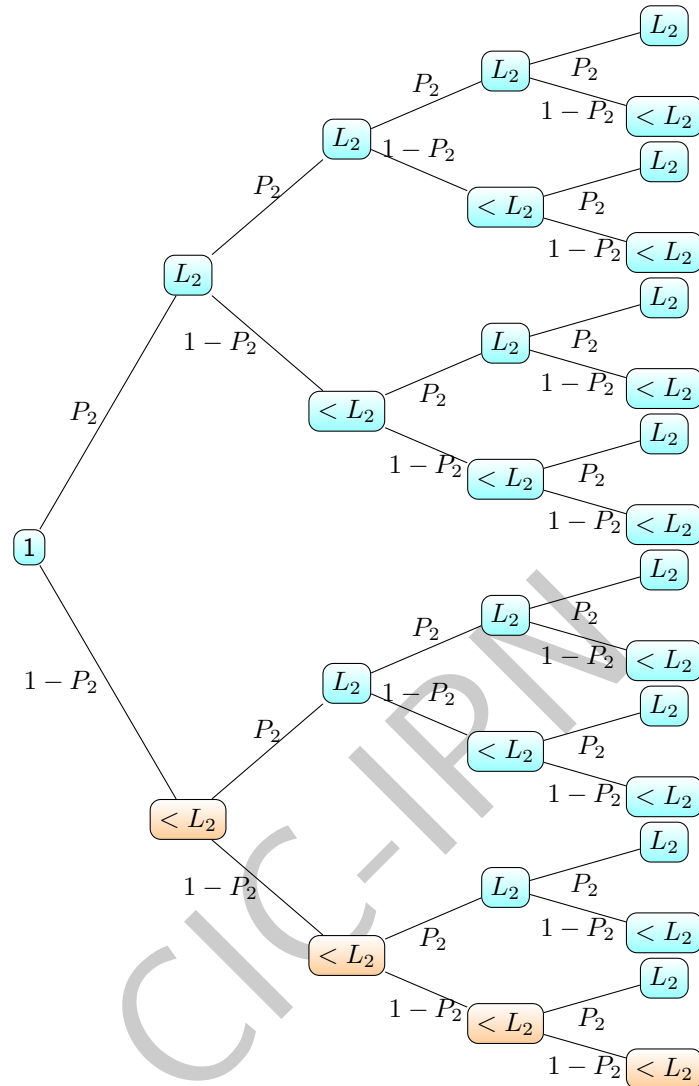 L₂
L₂
P₂
P₂
1 − P₂
< L₂
L₂
1 − P₂
L₂
P₂
< L₂
P₂
1 − P₂
< L₂
L₂
L₂
1 − P₂
L₂
P₂
P₂
1 − P₂
< L₂
< L₂
P₂
L₂
1 − P₂
< L₂
P₂
1 − P₂
< L₂
1
L₂
L₂
P₂
P₂
1 − P₂
< L₂
1 − P₂
L₂
1 − P₂
L₂
P₂
< L₂
P₂
1 − P₂
< L₂
< L₂
L₂
1 − P₂
L₂
P₂
1 − P₂
< L₂
P₂
< L₂
L₂
1 − P₂
< L₂
P₂
1 − P₂
< L₂
CIC-IPN